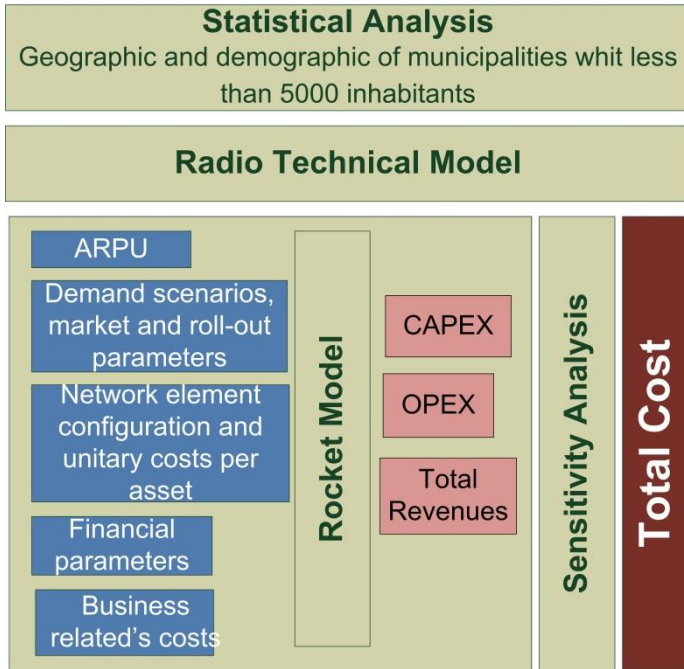 Statistical Analysis
Geographic and demographic of municipalities whit less
than 5000 inhabitants
Radio Technical Model
ARPU
Demand scenarios,
market and roll-out
parameters
Network element
configuration and
unitary costs per
asset
Financial
parameters
Business
related's costs
Rocket Model
CAPEX
OPEX
Total
Revenues
Sensitivity Analysis
Total Cost